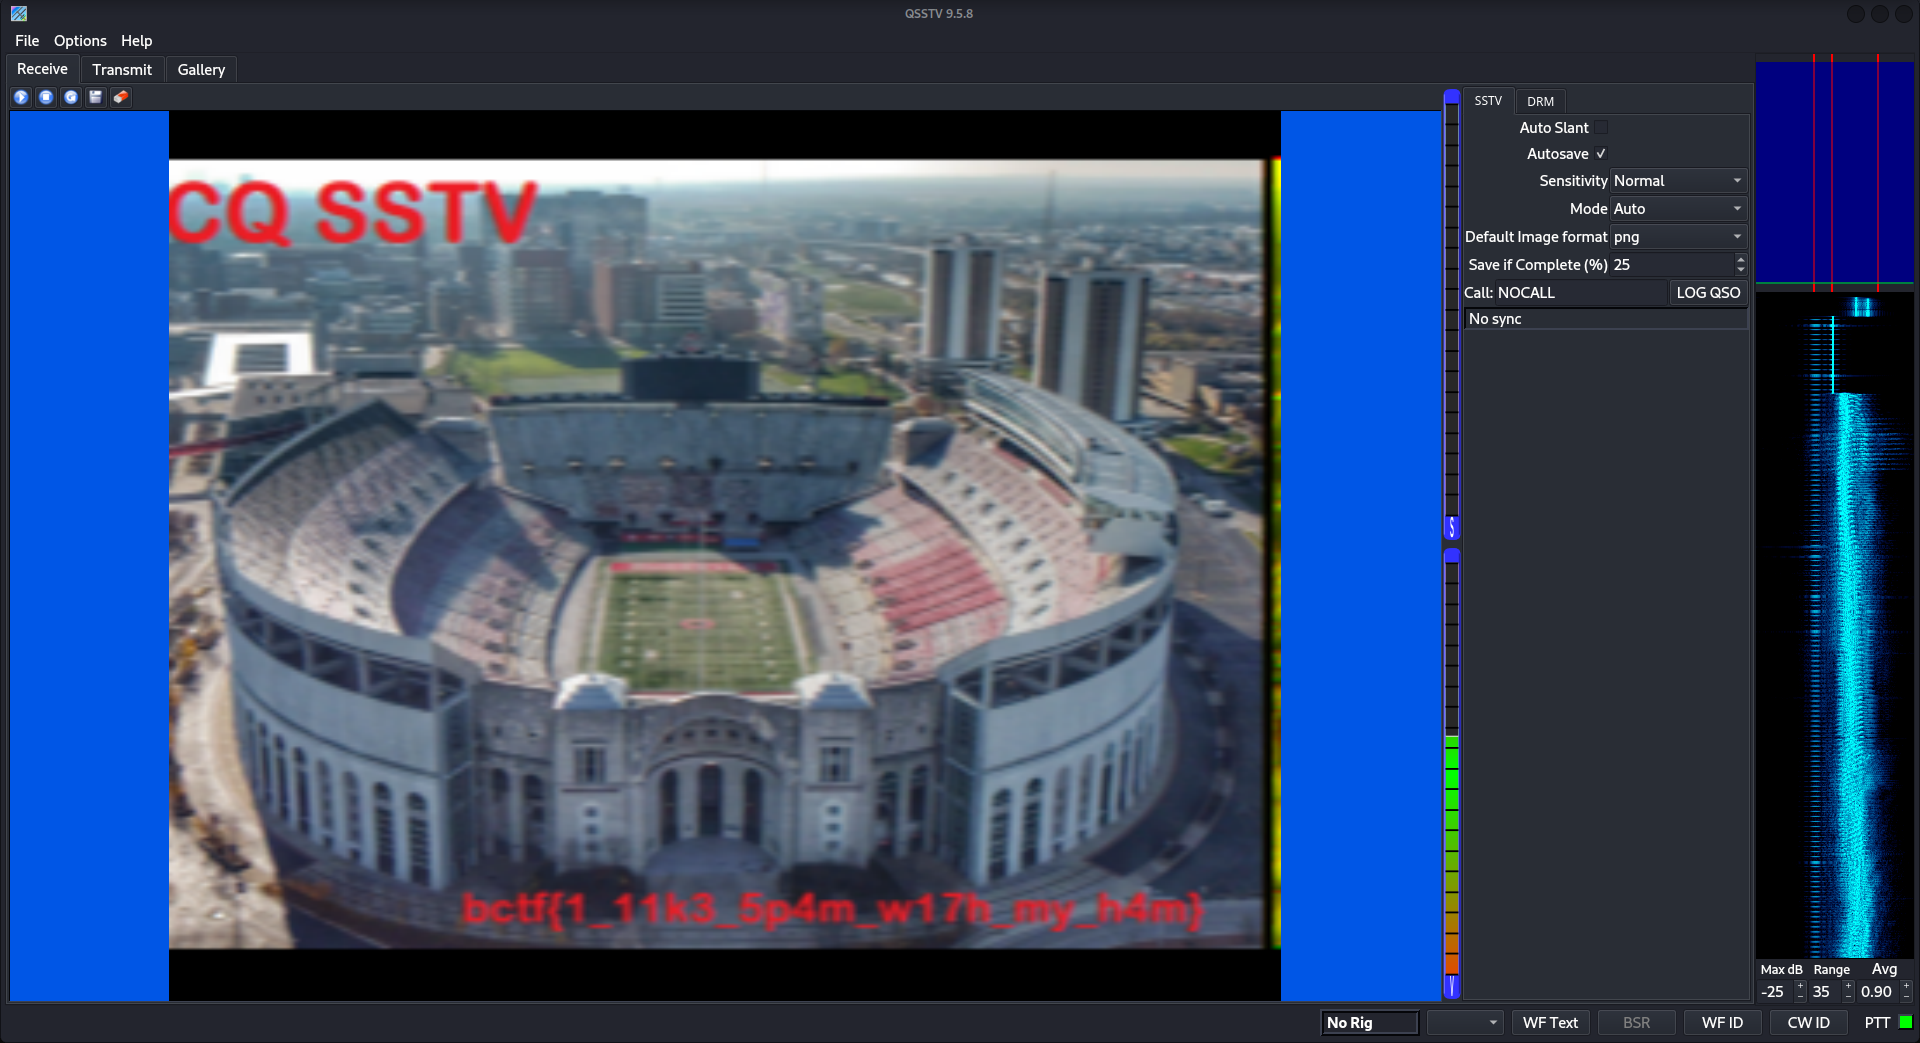 QSSTV 9.5.8
File Options Help
Receive Transmit Gallery
SSTV DRM
Auto Slant
Autosave
Sensitivity Normal
Mode Auto
Default Image format png
Save if Complete (%) 25
Call: NOCALL LOG QSO
No sync
CQ SSTV
bctf{1_11k3_5p4m_w17h_my_h4m}
S
V
Max dB Range Avg
-25 35 0.90
No Rig WF Text BSR WF ID CW ID PTT